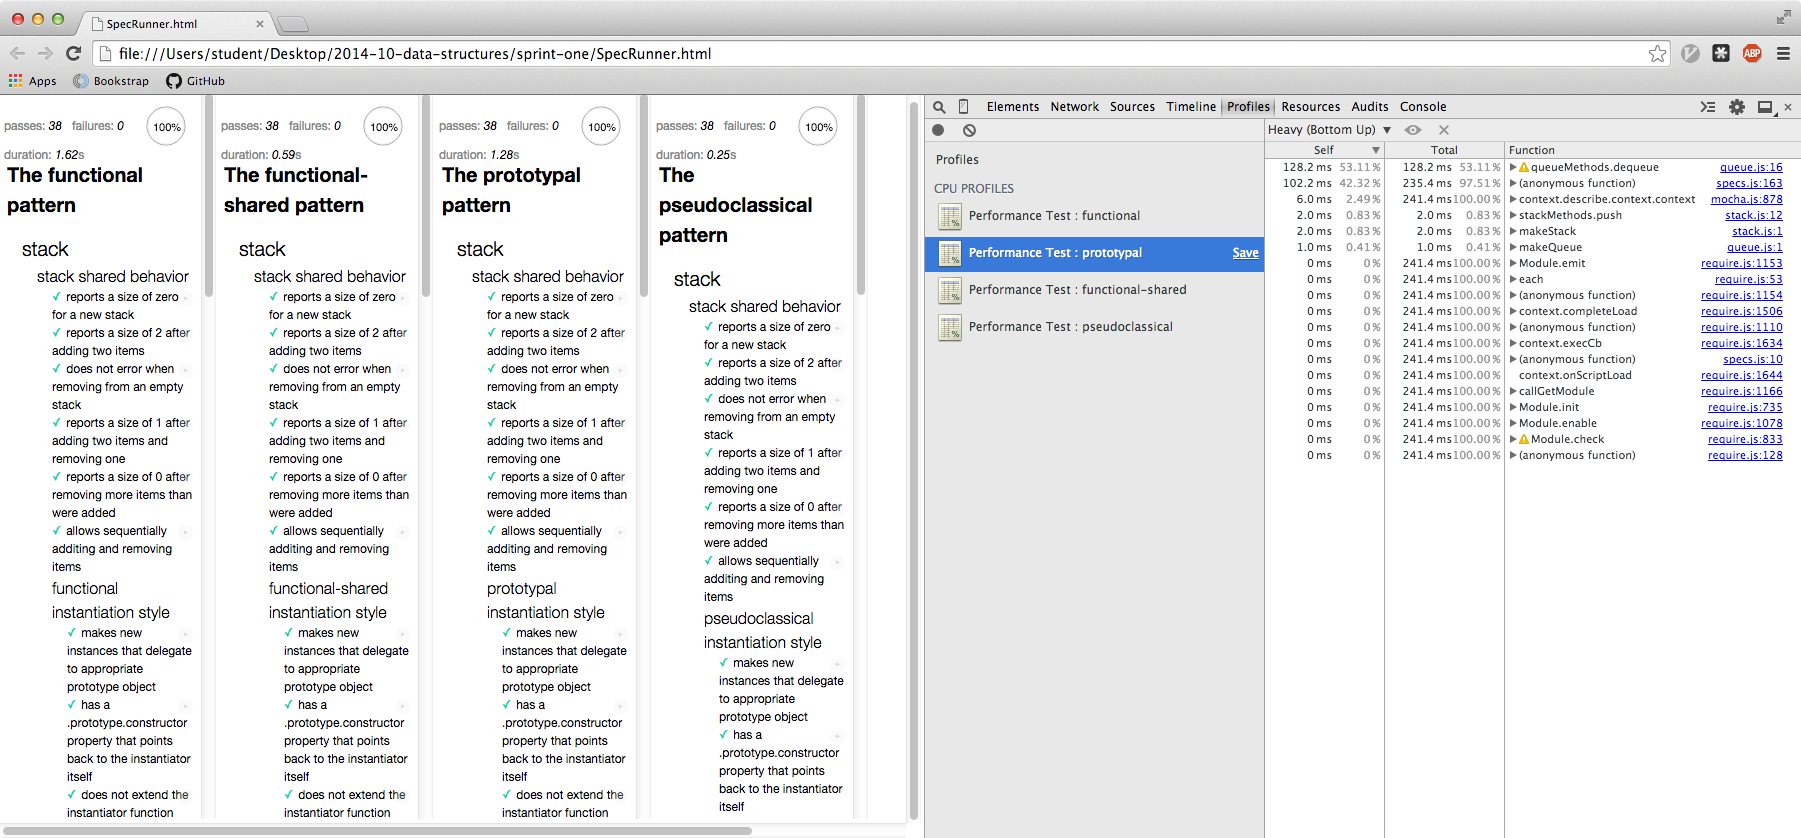 SpecRunner.html
file:///Users/student/Desktop/2014-10-data-structures/sprint-one/SpecRunner.html
ABP
Apps Bookstrap GitHub
passes: 38 failures: 0 100%
duration: 1.62s
The functional
pattern
stack
stack shared behavior
✓ reports a size of zero
for a new stack
✓ reports a size of 2 after
adding two items
✓ does not error when
removing from an empty
stack
✓ reports a size of 1 after
adding two items and
removing one
✓ reports a size of 0 after
removing more items than
were added
✓ allows sequentially
additing and removing
items
functional
instantiation style
✓ makes new
instances that delegate
to appropriate
prototype object
✓ has a
.prototype.constructor
property that points
back to the instantiator
itself
✓ does not extend the
instantiator function
passes: 38 failures: 0 100%
duration: 0.59s
The functional-
shared pattern
stack
stack shared behavior
✓ reports a size of zero
for a new stack
✓ reports a size of 2 after
adding two items
✓ does not error when
removing from an empty
stack
✓ reports a size of 1 after
adding two items and
removing one
✓ reports a size of 0 after
removing more items than
were added
✓ allows sequentially
additing and removing
items
functional-shared
instantiation style
✓ makes new
instances that delegate
to appropriate
prototype object
✓ has a
.prototype.constructor
property that points
back to the instantiator
itself
✓ does not extend the
instantiator function
passes: 38 failures: 0 100%
duration: 1.28s
The prototypal
pattern
stack
stack shared behavior
✓ reports a size of zero
for a new stack
✓ reports a size of 2 after
adding two items
✓ does not error when
removing from an empty
stack
✓ reports a size of 1 after
adding two items and
removing one
✓ reports a size of 0 after
removing more items than
were added
✓ allows sequentially
additing and removing
items
prototypal
instantiation style
✓ makes new
instances that delegate
to appropriate
prototype object
✓ has a
.prototype.constructor
property that points
back to the instantiator
itself
✓ does not extend the
instantiator function
passes: 38 failures: 0 100%
duration: 0.25s
The
pseudoclassical
pattern
stack
stack shared behavior
✓ reports a size of zero
for a new stack
✓ reports a size of 2 after
adding two items
✓ does not error when
removing from an empty
stack
✓ reports a size of 1 after
adding two items and
removing one
✓ reports a size of 0 after
removing more items than
were added
✓ allows sequentially
additing and removing
items
pseudoclassical
instantiation style
✓ makes new
instances that delegate
to appropriate
prototype object
✓ has a
.prototype.constructor
property that points
back to the instantiator
itself
Elements Network Sources Timeline Profiles Resources Audits Console
Profiles
CPU PROFILES
Performance Test : functional
Performance Test : prototypal Save
Performance Test : functional-shared
Performance Test : pseudoclassical
Heavy (Bottom Up)
Self Total Function
128.2 ms 53.11 % 128.2 ms 53.11 % queueMethods.dequeue queue.js:16
102.2 ms 42.32 % 235.4 ms 97.51 % (anonymous function) specs.js:163
6.0 ms 2.49 % 241.4 ms 100.00 % context.describe.context.context mocha.js:878
2.0 ms 0.83 % 2.0 ms 0.83 % stackMethods.push stack.js:12
2.0 ms 0.83 % 2.0 ms 0.83 % makeStack stack.js:1
1.0 ms 0.41 % 1.0 ms 0.41 % makeQueue queue.js:1
0 ms 0 % 241.4 ms 100.00 % Module.emit require.js:1153
0 ms 0 % 241.4 ms 100.00 % each require.js:53
0 ms 0 % 241.4 ms 100.00 % (anonymous function) require.js:1154
0 ms 0 % 241.4 ms 100.00 % context.completeLoad require.js:1506
0 ms 0 % 241.4 ms 100.00 % (anonymous function) require.js:1110
0 ms 0 % 241.4 ms 100.00 % context.execCb require.js:1634
0 ms 0 % 241.4 ms 100.00 % (anonymous function) specs.js:10
0 ms 0 % 241.4 ms 100.00 % context.onScriptLoad require.js:1644
0 ms 0 % 241.4 ms 100.00 % callGetModule require.js:1166
0 ms 0 % 241.4 ms 100.00 % Module.init require.js:735
0 ms 0 % 241.4 ms 100.00 % Module.enable require.js:1078
0 ms 0 % 241.4 ms 100.00 % Module.check require.js:833
0 ms 0 % 241.4 ms 100.00 % (anonymous function) require.js:128